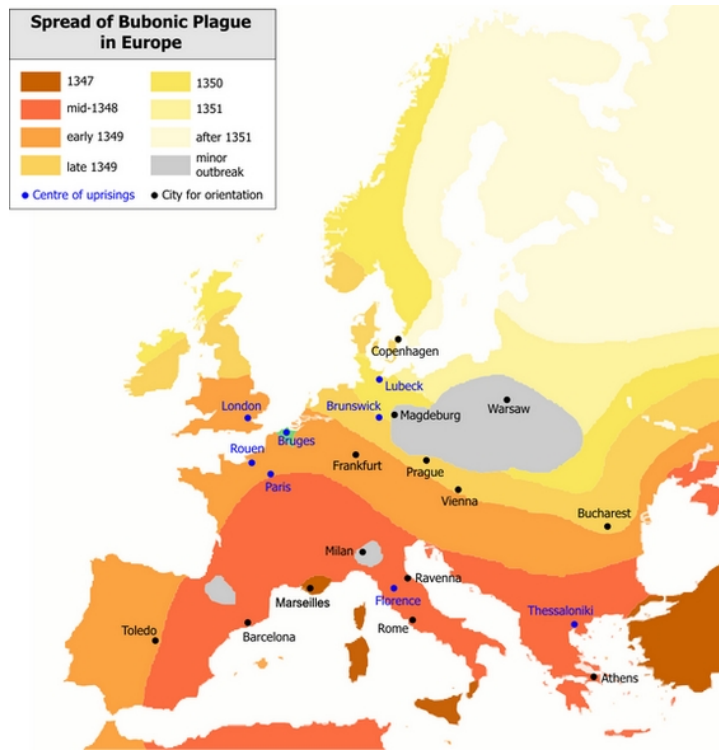 Spread of Bubonic Plague
in Europe
1347
mid-1348
early 1349
late 1349
1350
1351
after 1351
minor
outbreak
Centre of uprisings
City for orientation
Copenhagen
Lubeck
Brunswick
Magdeburg
Warsaw
London
Bruges
Rouen
Frankfurt
Prague
Paris
Vienna
Bucharest
Milan
Ravenna
Marseilles
Florence
Thessaloniki
Toledo
Barcelona
Rome
Athens